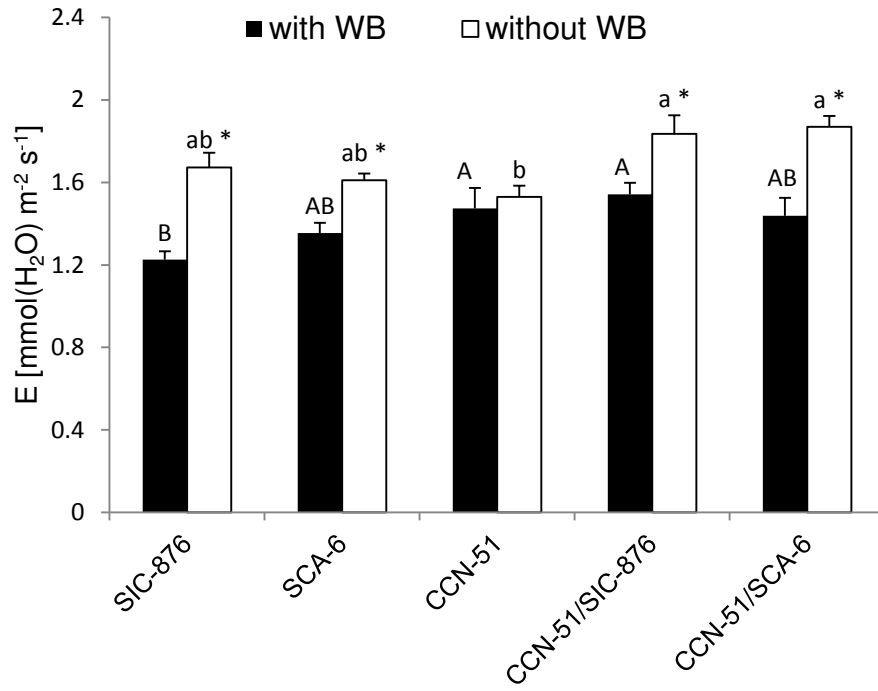 with WB without WB
E [mmol(H₂O) m⁻² s⁻¹]
2.4
2
1.6
1.2
0.8
0.4
0
B ab *
AB ab *
A b
A a *
AB a *
SIC-876
SCA-6
CCN-51
CCN-51/SIC-876
CCN-51/SCA-6